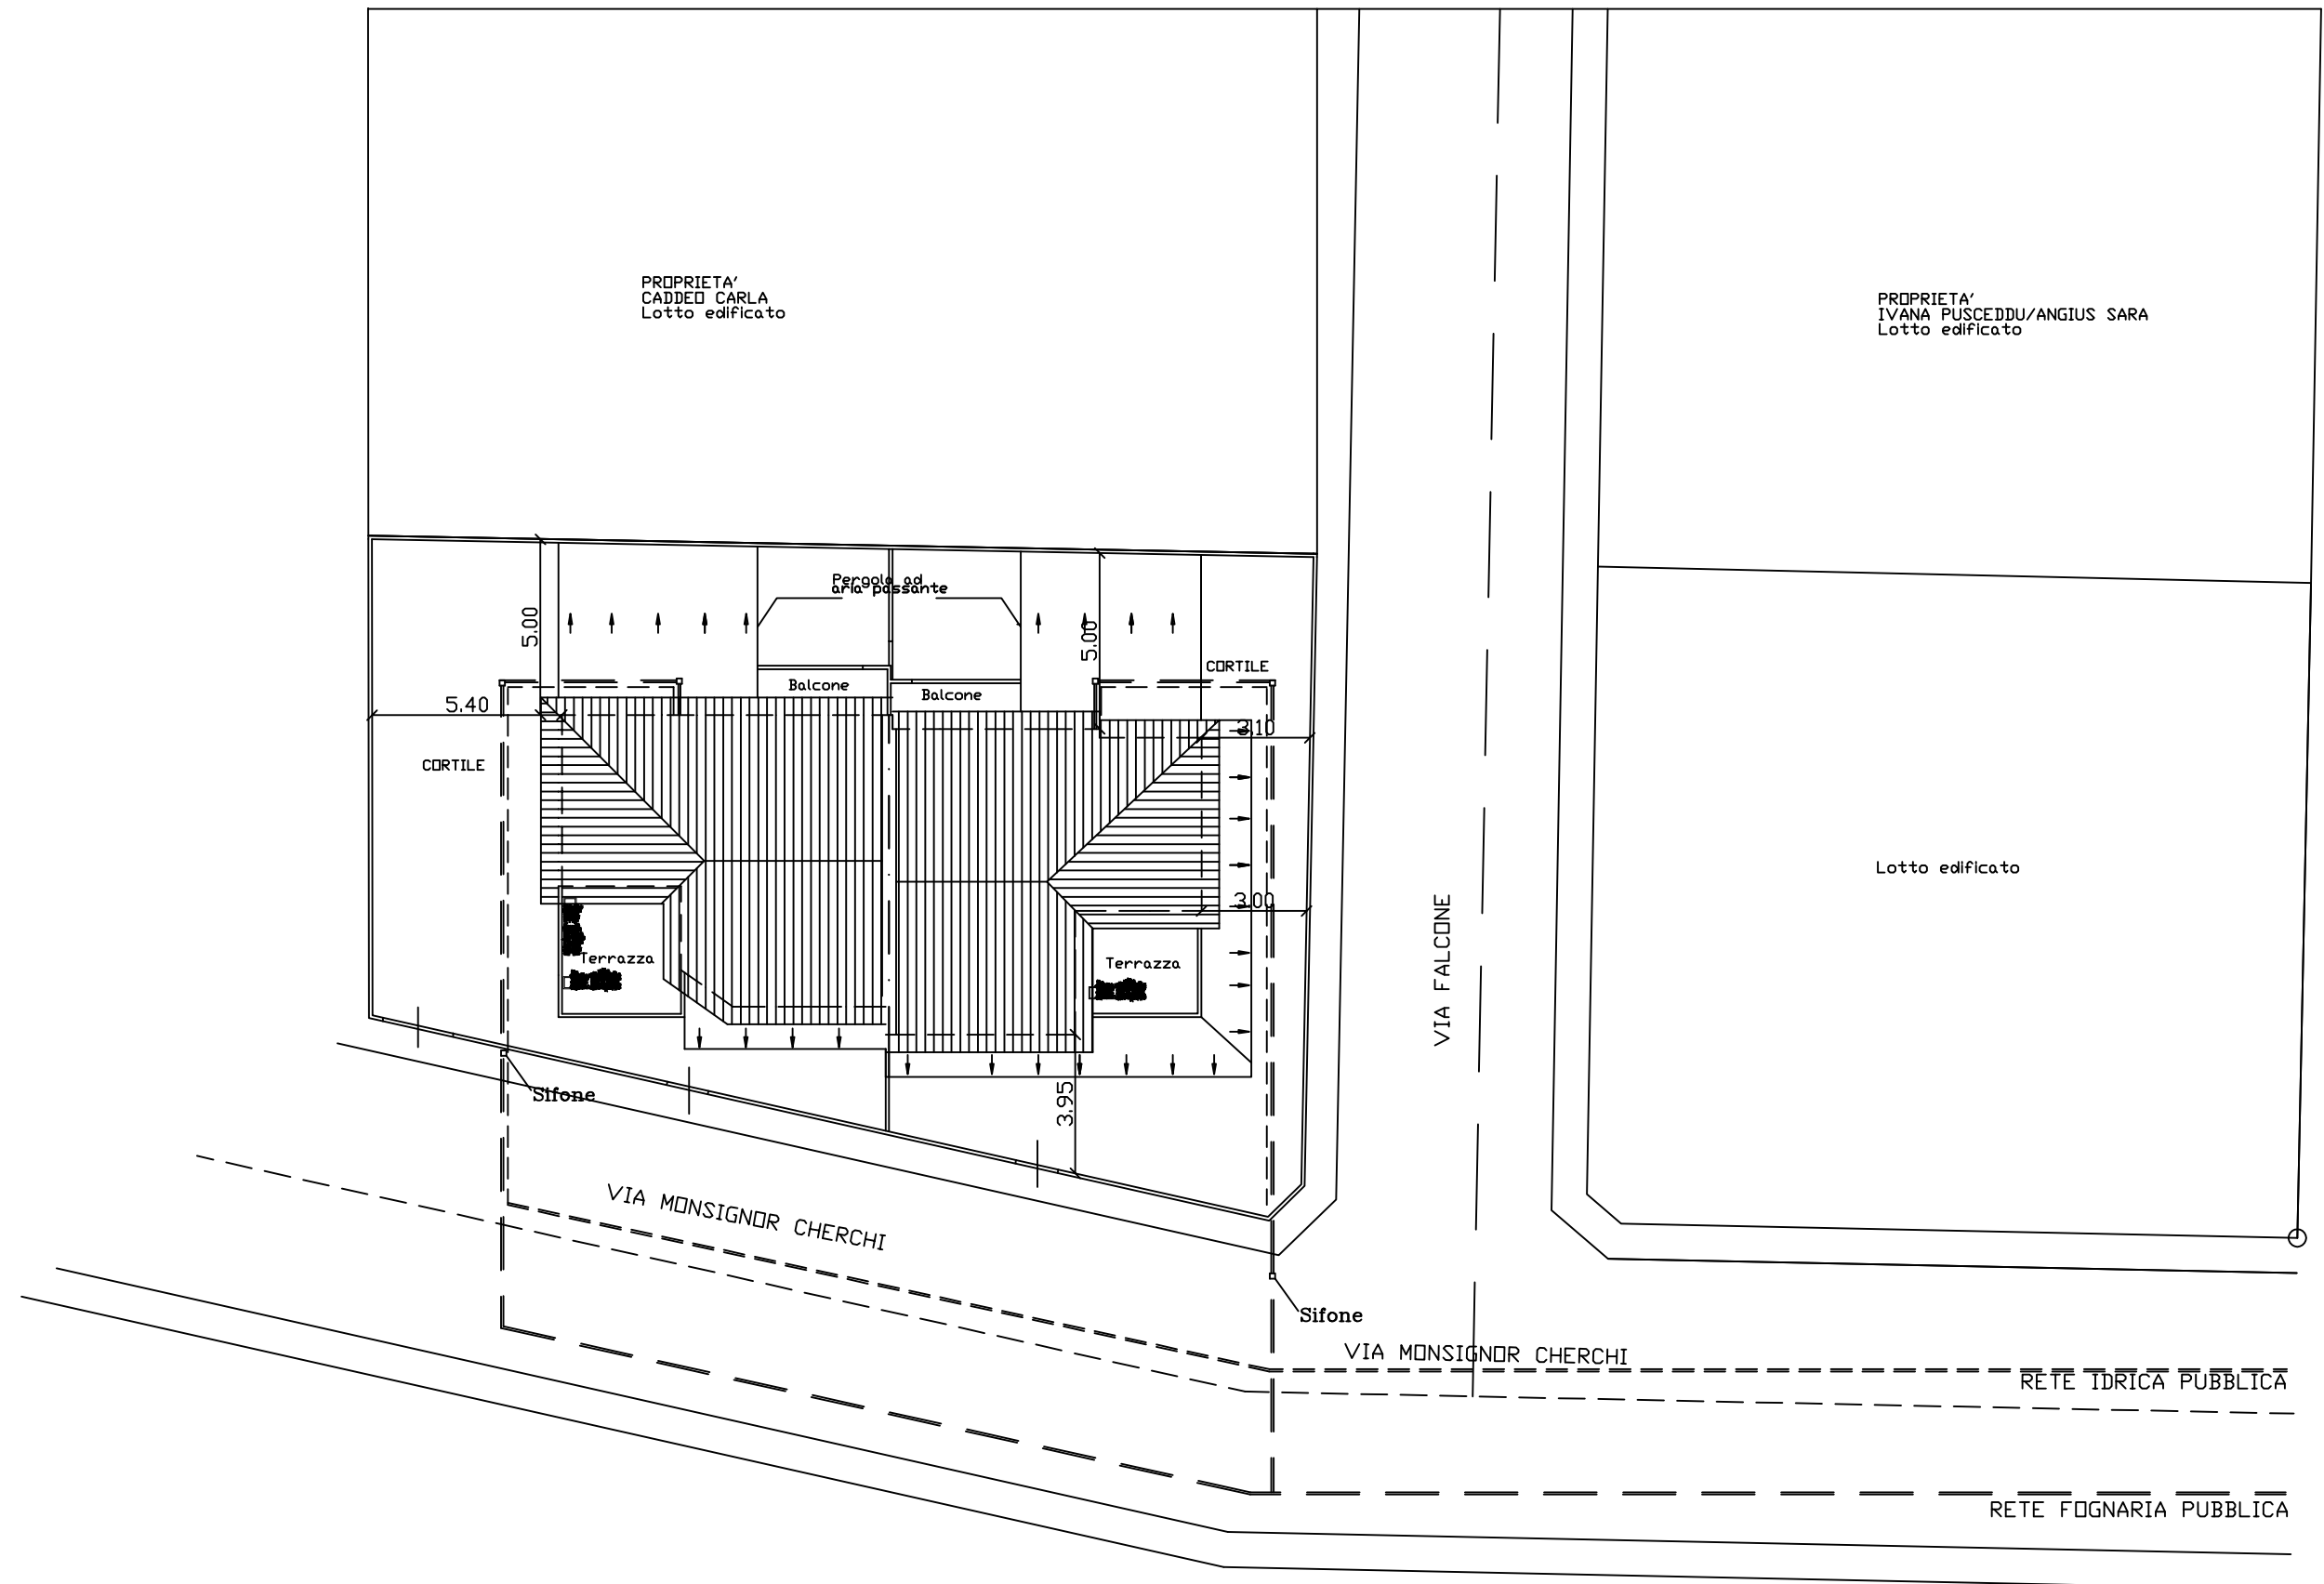 PROPRIETA'
CADDEO CARLA
Lotto edificato
PROPRIETA'
IVANA PUSCEDDU/ANGIUS SARA
Lotto edificato
Pergola ad
aria passante
5.00
5.00
CORTILE
Balcone
Balcone
5.40
3.10
CORTILE
Lotto edificato
3.00
VIA FALCONE
Terrazza
Terrazza
Sifone
3.95
VIA MONSIGNOR CHERCHI
Sifone
VIA MONSIGNOR CHERCHI
RETE IDRICA PUBBLICA
RETE FOGNARIA PUBBLICA